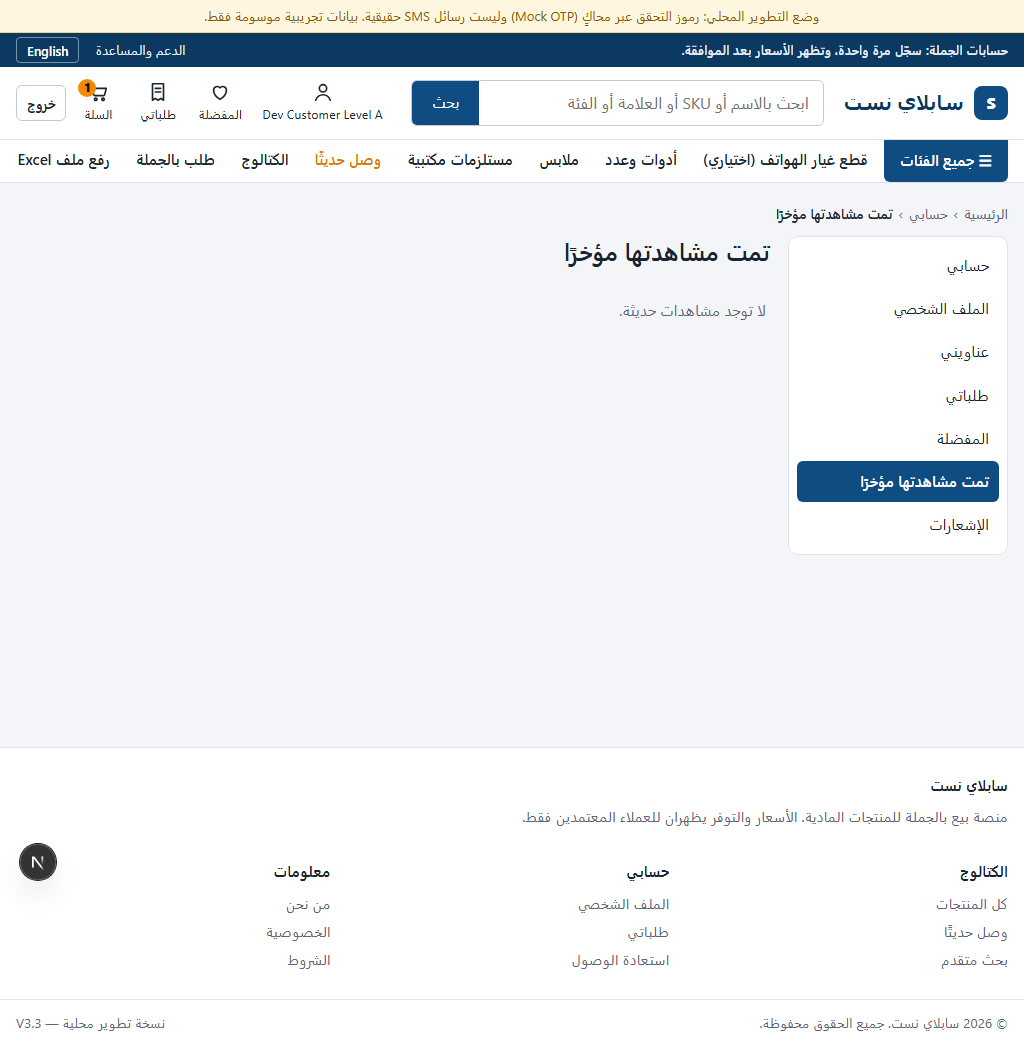 وضع التطوير المحلي: رموز التحقق عبر محاكٍ (Mock OTP) وليست رسائل SMS حقيقية. بيانات تجريبية موسومة فقط.
حسابات الجملة: سجّل مرة واحدة، وتظهر الأسعار بعد الموافقة.
الدعم والمساعدة
English
S
سابلاي نست
ابحث بالاسم أو SKU أو العلامة أو الفئة
بحث
Dev Customer Level A
المفضلة
طلباتي
1
السلة
خروج
☰ جميع الفئات
قطع غيار الهواتف (اختياري)
أدوات وعدد
ملابس
مستلزمات مكتبية
وصل حديثًا
الكتالوج
طلب بالجملة
رفع ملف Excel
الرئيسية › حسابي › تمت مشاهدتها مؤخرًا
حسابي
الملف الشخصي
عناويني
طلباتي
المفضلة
تمت مشاهدتها مؤخرًا
الإشعارات
تمت مشاهدتها مؤخرًا
لا توجد مشاهدات حديثة.
سابلاي نست
منصة بيع بالجملة للمنتجات المادية. الأسعار والتوفر يظهران للعملاء المعتمدين فقط.
الكتالوج
كل المنتجات
وصل حديثًا
بحث متقدم
حسابي
الملف الشخصي
طلباتي
استعادة الوصول
معلومات
من نحن
الخصوصية
الشروط
N
© 2026 سابلاي نست. جميع الحقوق محفوظة.
نسخة تطوير محلية — V3.3